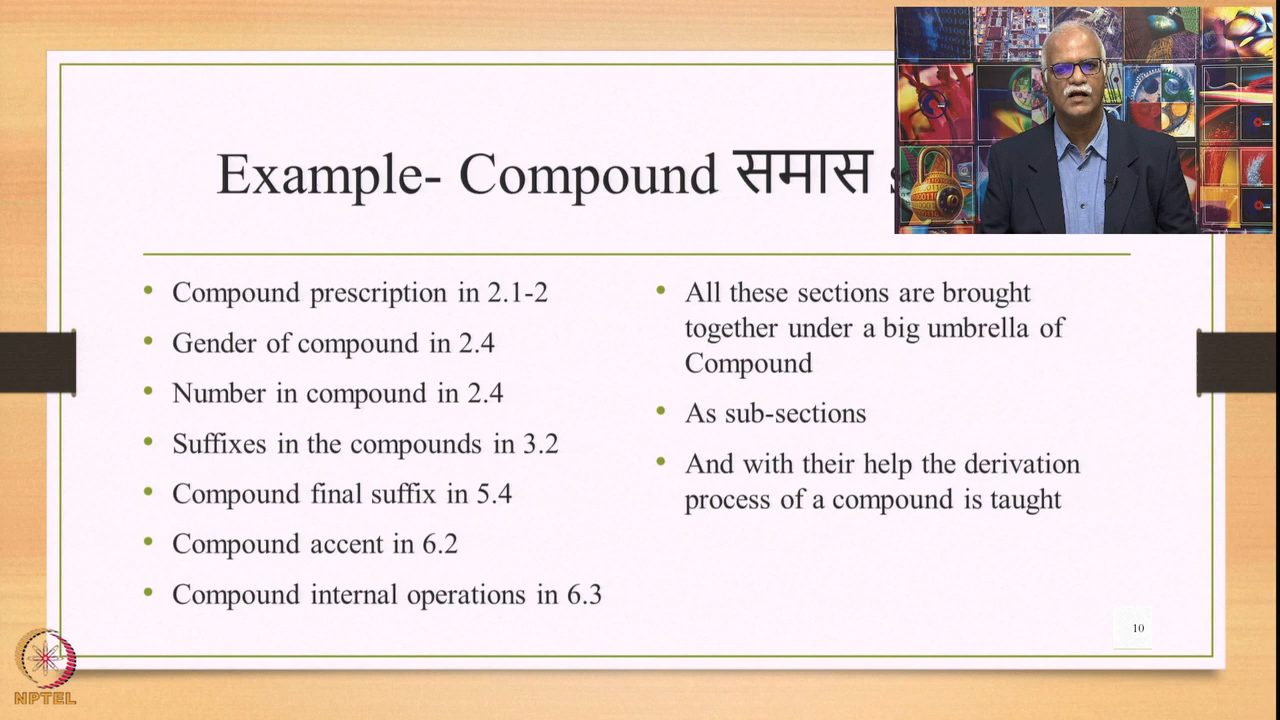 Example- Compound समास
Compound prescription in 2.1-2
Gender of compound in 2.4
Number in compound in 2.4
Suffixes in the compounds in 3.2
Compound final suffix in 5.4
Compound accent in 6.2
Compound internal operations in 6.3
All these sections are brought
together under a big umbrella of
Compound
As sub-sections
And with their help the derivation
process of a compound is taught
10
NPTEL